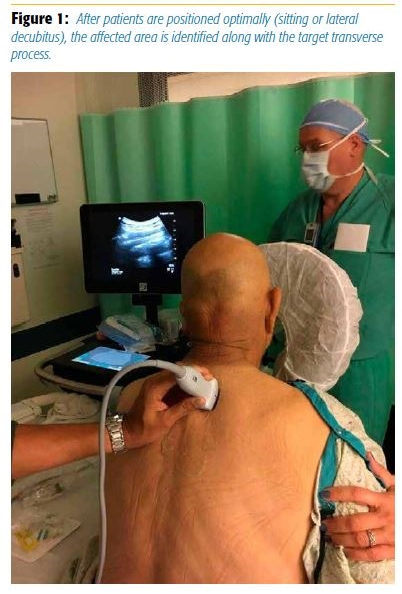 Figure 1: After patients are positioned optimally (sitting or lateral
decubitus), the affected area is identified along with the target transverse
process.